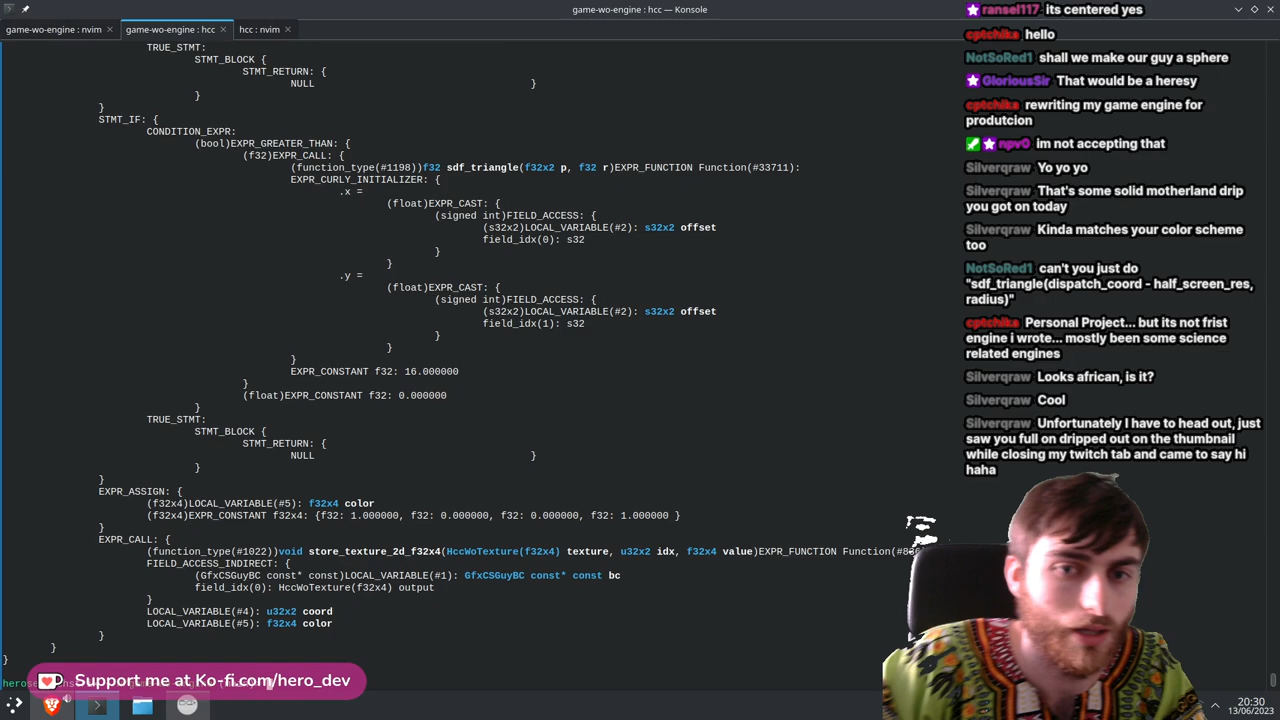 game-wo-engine : hcc — Konsole
game-wo-engine : nvim
game-wo-engine : hcc
hcc : nvim
TRUE_STMT:
STMT_BLOCK {
STMT_RETURN: {
NULL }
}
}
STMT_IF: {
CONDITION_EXPR:
(bool)EXPR_GREATER_THAN: {
(f32)EXPR_CALL: {
(function_type(#1198))f32 sdf_triangle(f32x2 p, f32 r)EXPR_FUNCTION Function(#33711):
EXPR_CURLY_INITIALIZER: {
.x =
(float)EXPR_CAST: {
(signed int)FIELD_ACCESS: {
(s32x2)LOCAL_VARIABLE(#2): s32x2 offset
field_idx(0): s32
}
}
.y =
(float)EXPR_CAST: {
(signed int)FIELD_ACCESS: {
(s32x2)LOCAL_VARIABLE(#2): s32x2 offset
field_idx(1): s32
}
}
}
EXPR_CONSTANT f32: 16.000000
}
(float)EXPR_CONSTANT f32: 0.000000
}
TRUE_STMT:
STMT_BLOCK {
STMT_RETURN: {
NULL }
}
}
EXPR_ASSIGN: {
(f32x4)LOCAL_VARIABLE(#5): f32x4 color
(f32x4)EXPR_CONSTANT f32x4: {f32: 1.000000, f32: 0.000000, f32: 0.000000, f32: 1.000000 }
}
EXPR_CALL: {
(function_type(#1022))void store_texture_2d_f32x4(HccWoTexture(f32x4) texture, u32x2 idx, f32x4 value)EXPR_FUNCTION
FIELD_ACCESS_INDIRECT: {
(GfxCSGuyBC const* const)LOCAL_VARIABLE(#1): GfxCSGuyBC const* const bc
field_idx(0): HccWoTexture(f32x4) output
}
LOCAL_VARIABLE(#4): u32x2 coord
LOCAL_VARIABLE(#5): f32x4 color
}
}
}
Support me at Ko-fi.com/hero_dev
ransel117 its centered yes
cptchika hello
NotSoRed1 shall we make our guy a sphere
GloriousSir That would be a heresy
cptchika rewriting my game engine for
produtcion
npv0 im not accepting that
Silverqraw Yo yo yo
Silverqraw That's some solid motherland drip
you got on today
Silverqraw Kinda matches your color scheme
too
NotSoRed1 can't you just do
"sdf_triangle(dispatch_coord - half_screen_res,
radius)"
cptchika Personal Project... but its not frist
engine i wrote... mostly been some science
related engines
Silverqraw Looks african, is it?
Silverqraw Cool
Silverqraw Unfortunately I have to head out, just
saw you full on dripped out on the thumbnail
while closing my twitch tab and came to say hi
haha
20:30
13/06/2023